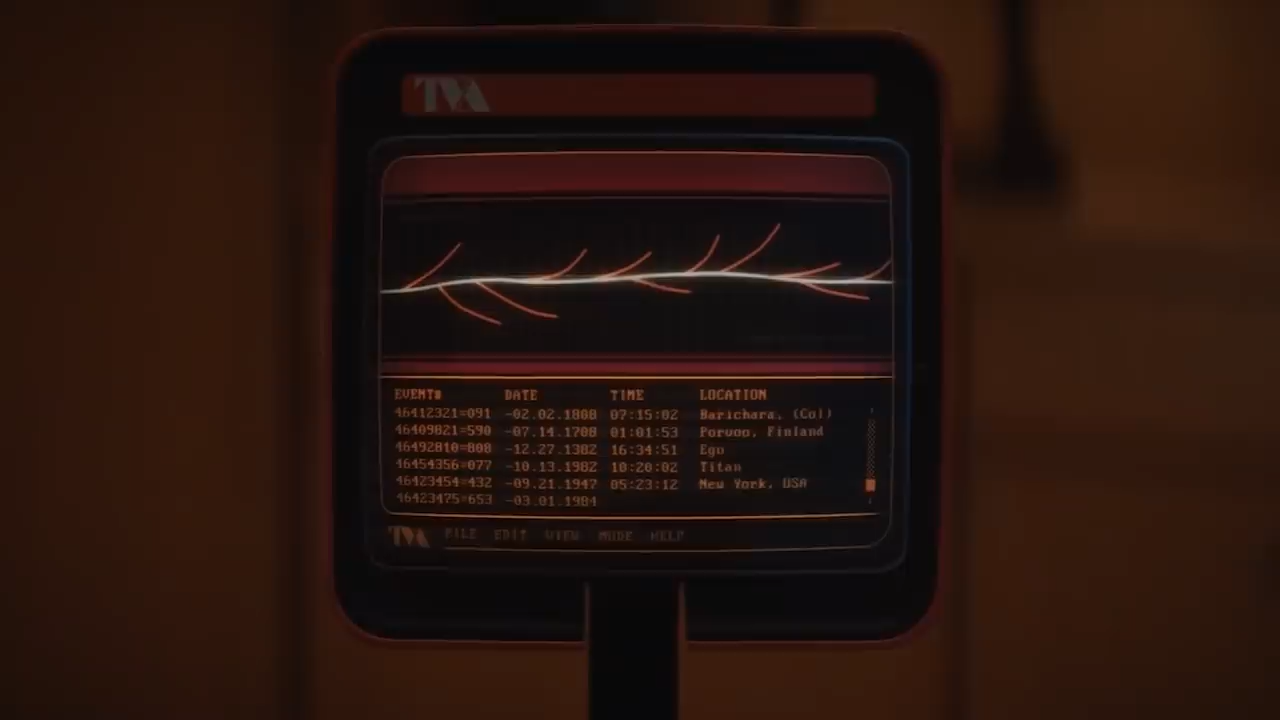 TVA
EVENT# DATE TIME LOCATION
46412321=091 -02.02.1808 07:15:02 Barichara, (Col)
46409821=590 -07.14.1708 01:01:53 Porvoo, Finland
46492810=808 -12.27.1382 16:34:51 Ego
46454356=077 -10.13.1982 10:20:02 Titan
46423454=432 -09.21.1947 05:23:12 New York, USA
46423475=653 -03.01.1984
TVA FILE EDIT VIEW MODE HELP